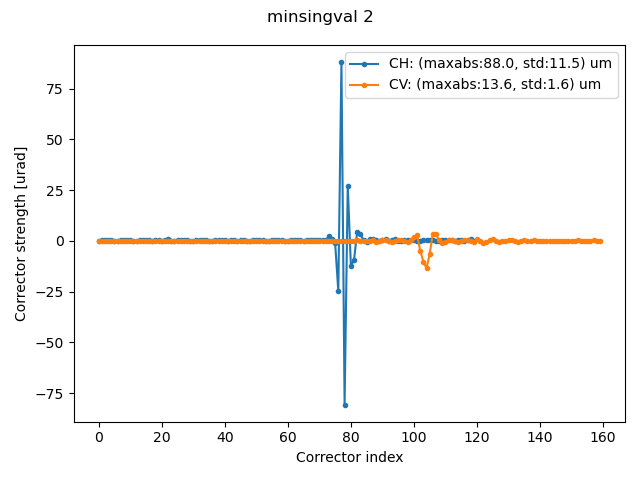 minsingval 2
CH: (maxabs:88.0, std:11.5) um
CV: (maxabs:13.6, std:1.6) um
Corrector strength [urad]
75
50
25
0
−25
−50
−75
0 20 40 60 80 100 120 140 160
Corrector index